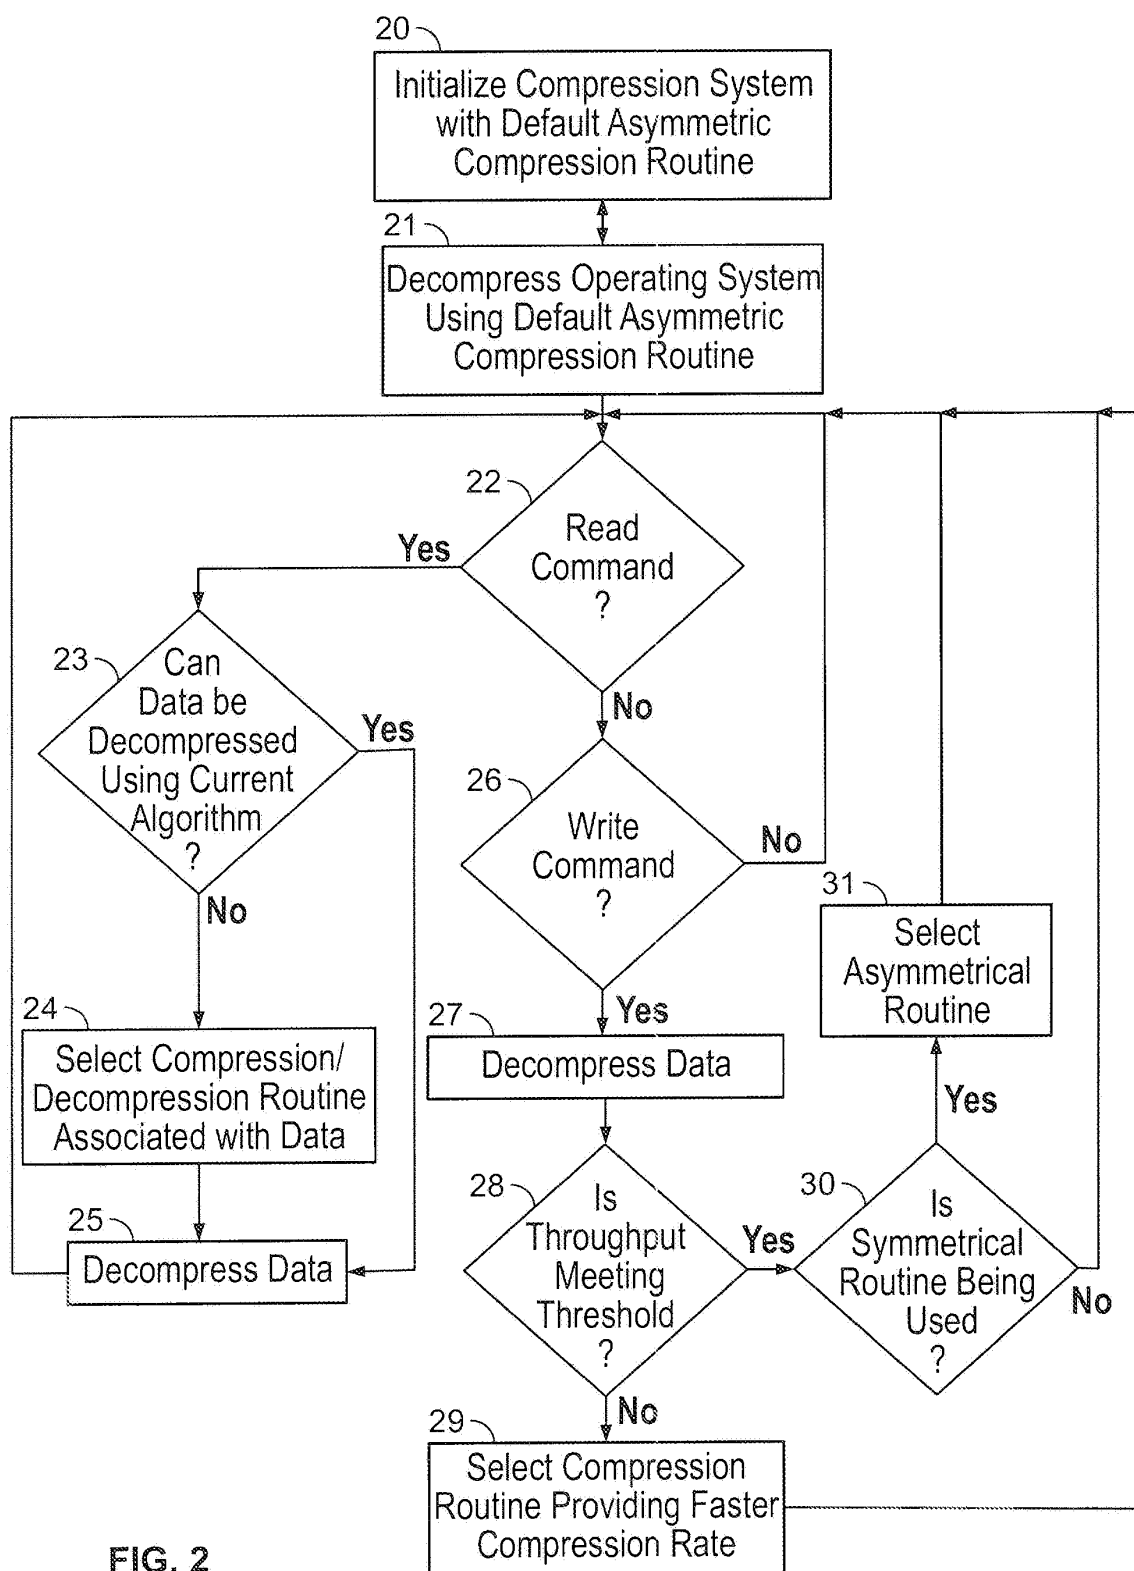 20
Initialize Compression System
with Default Asymmetric
Compression Routine
21
Decompress Operating System
Using Default Asymmetric
Compression Routine
22
Read
Command
?
Yes
No
23
Can
Data be
Decompressed
Using Current
Algorithm
?
Yes
No
24
Select Compression/
Decompression Routine
Associated with Data
25
Decompress Data
26
Write
Command
?
No
Yes
27
Decompress Data
28
Is
Throughput
Meeting
Threshold
?
Yes
No
29
Select Compression
Routine Providing Faster
Compression Rate
30
Is
Symmetrical
Routine Being
Used
?
Yes
No
31
Select
Asymmetrical
Routine
FIG. 2